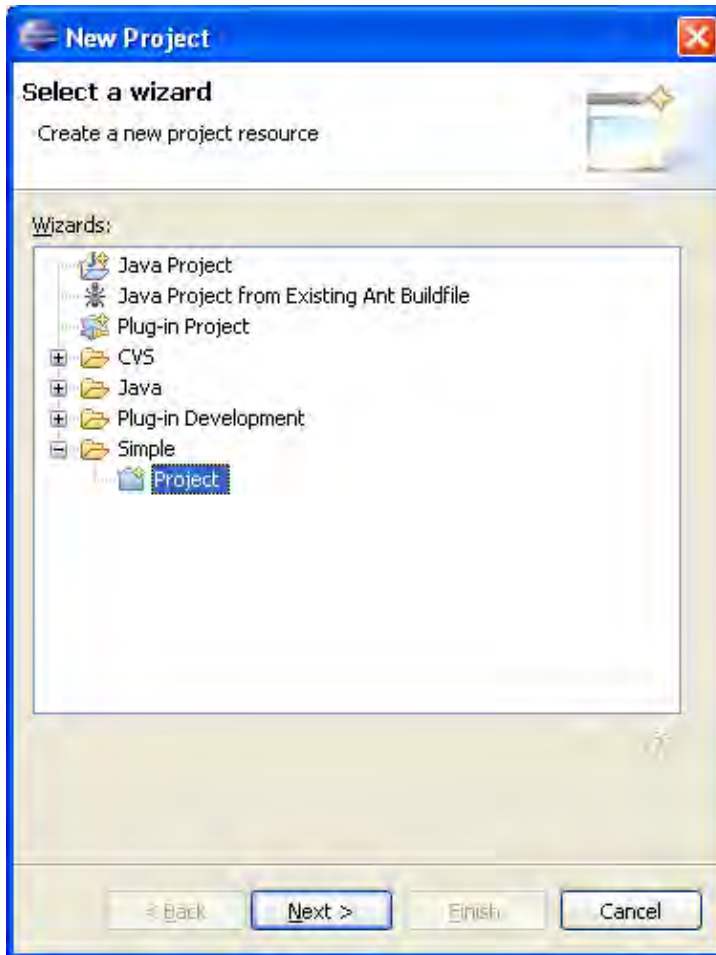 New Project
Select a wizard
Create a new project resource
Wizards:
Java Project
Java Project from Existing Ant Buildfile
Plug-in Project
CVS
Java
Plug-in Development
Simple
Project
< Back Next > Finish Cancel